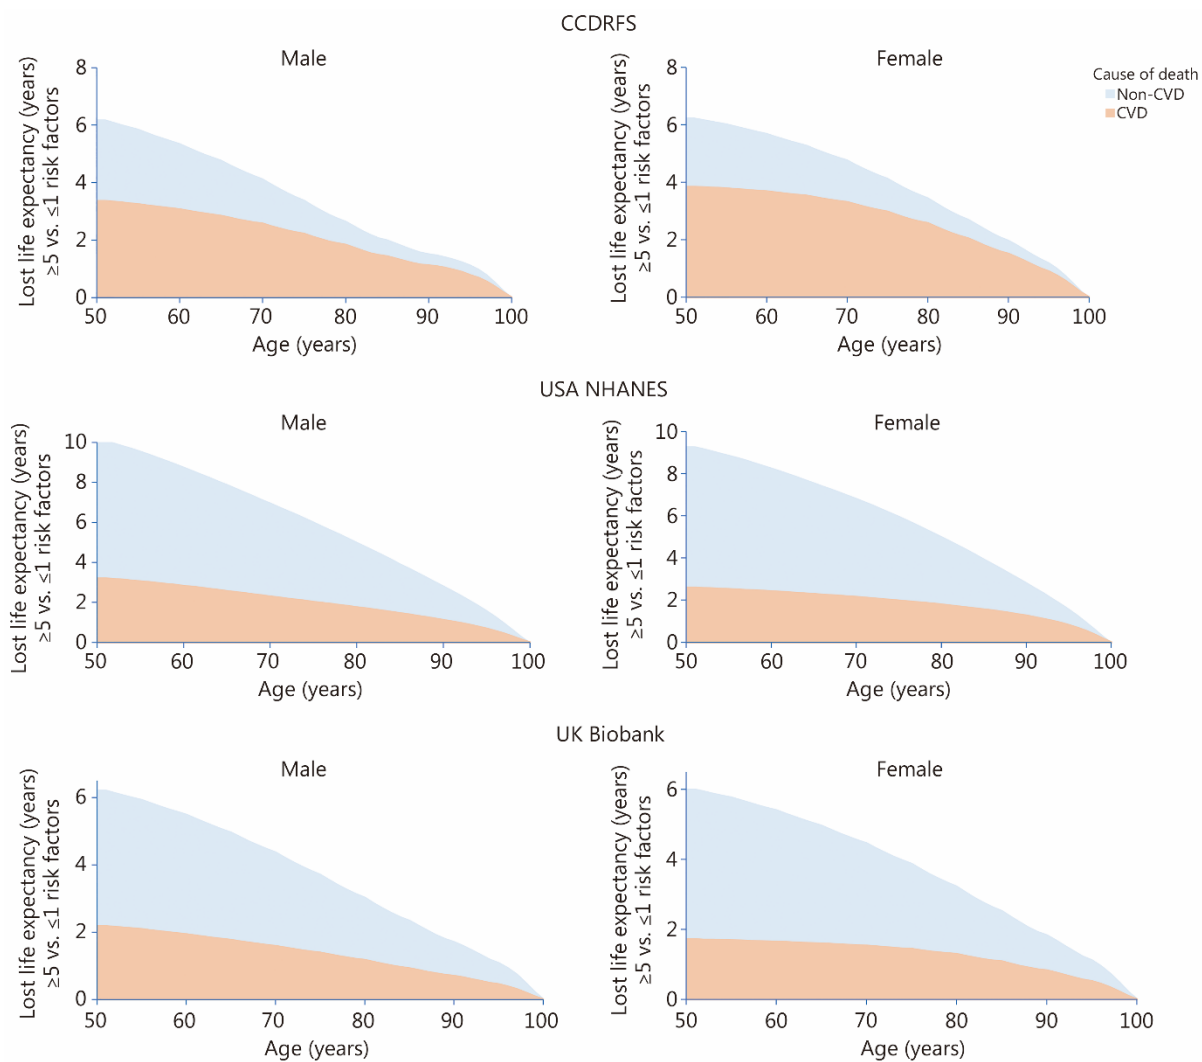 CCDRFS
Male
Lost life expectancy (years)
≥5 vs. ≤1 risk factors
8
6
4
2
0
50 60 70 80 90 100
Age (years)
Female
Lost life expectancy (years)
≥5 vs. ≤1 risk factors
8
6
4
2
0
50 60 70 80 90 100
Age (years)
Cause of death
Non-CVD
CVD
USA NHANES
Male
Lost life expectancy (years)
≥5 vs. ≤1 risk factors
10
8
6
4
2
0
50 60 70 80 90 100
Age (years)
Female
Lost life expectancy (years)
≥5 vs. ≤1 risk factors
10
8
6
4
2
0
50 60 70 80 90 100
Age (years)
UK Biobank
Male
Lost life expectancy (years)
≥5 vs. ≤1 risk factors
6
4
2
0
50 60 70 80 90 100
Age (years)
Female
Lost life expectancy (years)
≥5 vs. ≤1 risk factors
6
4
2
0
50 60 70 80 90 100
Age (years)